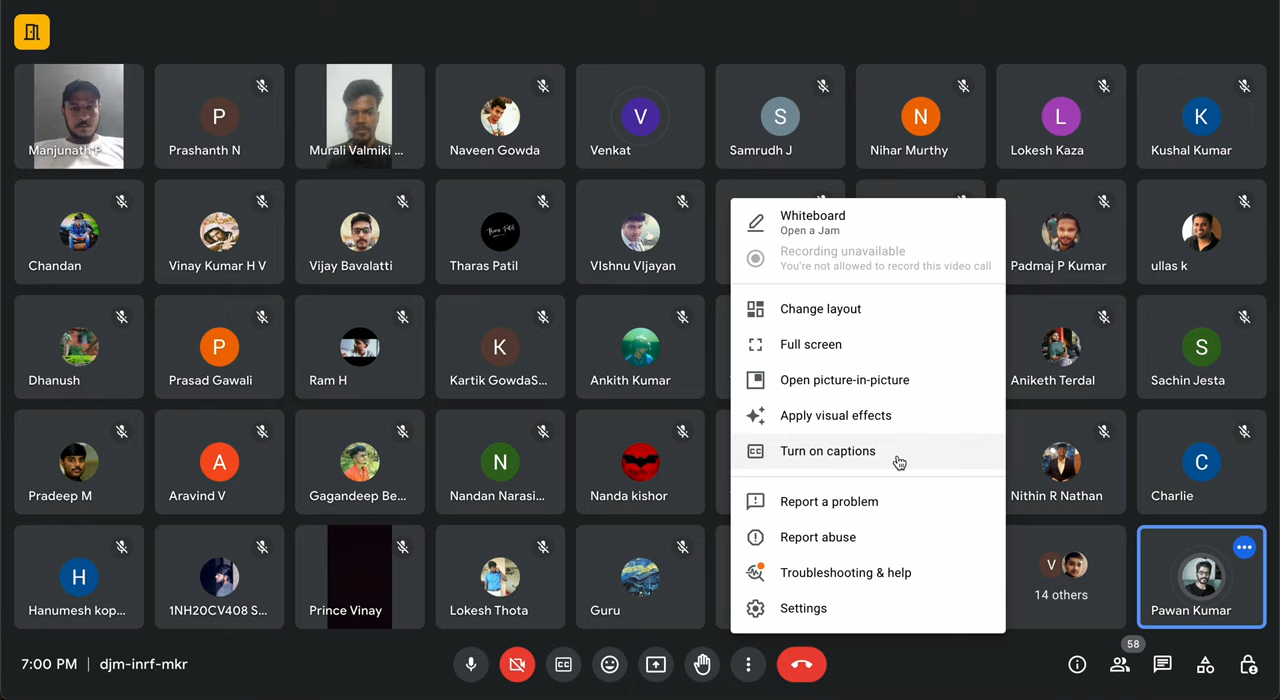 Manjunath P
P
Prashanth N
Murali Valmiki ...
Naveen Gowda
V
Venkat
S
Samrudh J
N
Nihar Murthy
L
Lokesh Kaza
K
Kushal Kumar
Chandan
Vinay Kumar H V
Vijay Bavalatti
Tharas Patil
VIshnu VIjayan
Padmaj P Kumar
ullas k
Whiteboard
Open a Jam
Recording unavailable
You're not allowed to record this video call
Change layout
Full screen
Open picture-in-picture
Apply visual effects
CC
Turn on captions
Report a problem
Report abuse
Troubleshooting & help
Settings
Dhanush
P
Prasad Gawali
Ram H
K
Kartik GowdaS...
Ankith Kumar
Aniketh Terdal
S
Sachin Jesta
Pradeep M
A
Aravind V
Gagandeep Be...
N
Nandan Narasi...
Nanda kishor
Nithin R Nathan
C
Charlie
H
Hanumesh kop...
1NH20CV408 S...
Prince Vinay
Lokesh Thota
Guru
V
14 others
Pawan Kumar
7:00 PM | djm-inrf-mkr
CC
58